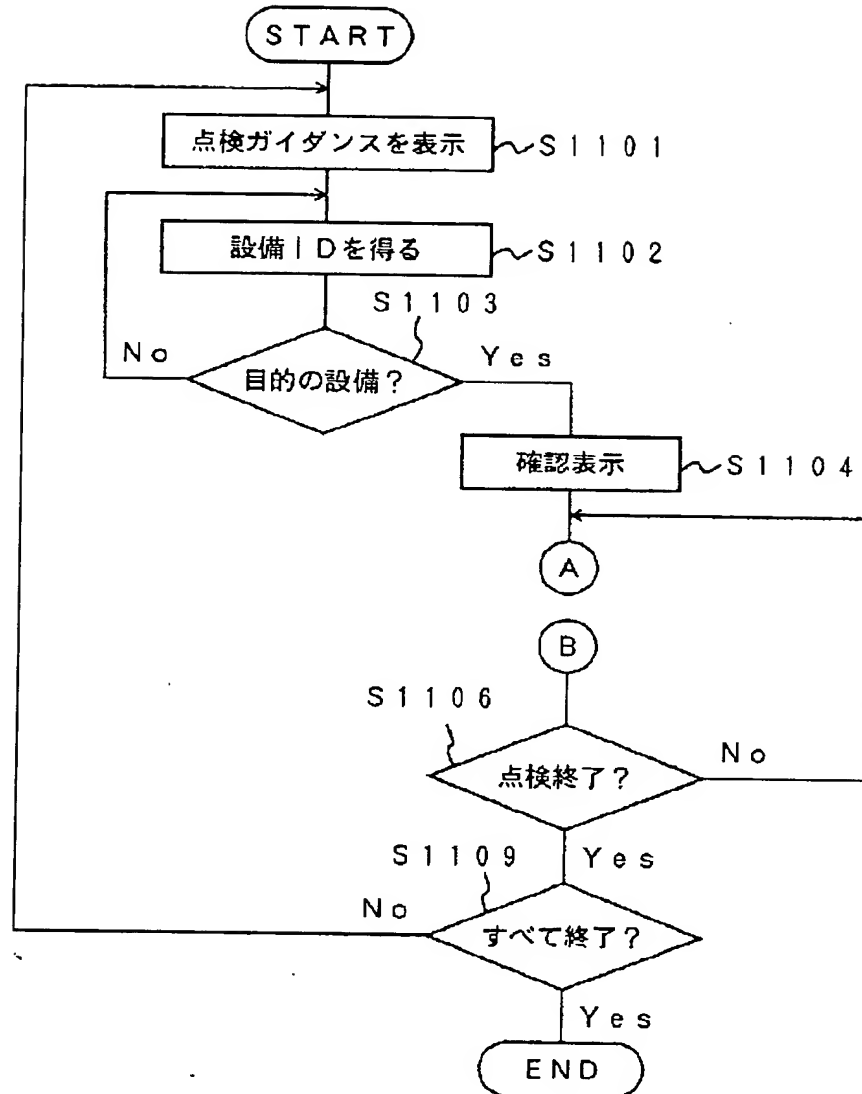 START
点検ガイダンスを表示
S1101
設備IDを得る
S1102
S1103
No
Yes
目的の設備？
確認表示
S1104
A
B
S1106
No
点検終了？
S1109
Yes
No
すべて終了？
Yes
END